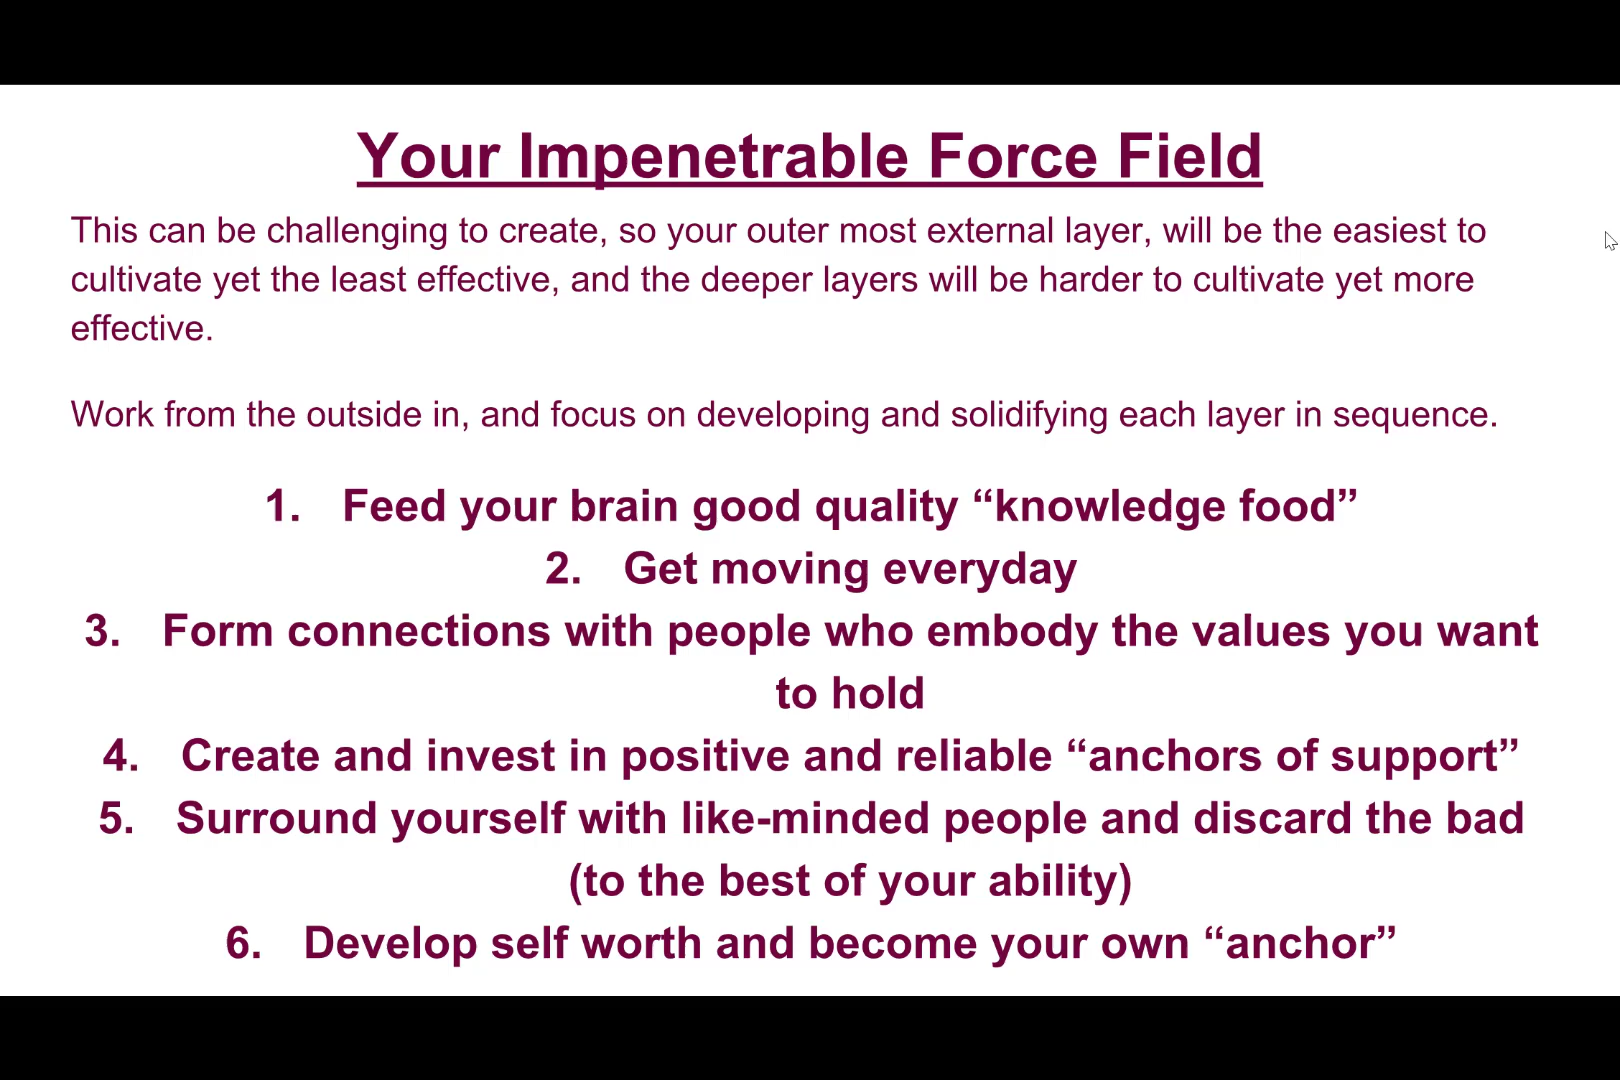 Your Impenetrable Force Field
This can be challenging to create, so your outer most external layer, will be the easiest to
cultivate yet the least effective, and the deeper layers will be harder to cultivate yet more
effective.
Work from the outside in, and focus on developing and solidifying each layer in sequence.
1. Feed your brain good quality “knowledge food”
2. Get moving everyday
3. Form connections with people who embody the values you want
to hold
4. Create and invest in positive and reliable “anchors of support”
5. Surround yourself with like-minded people and discard the bad
(to the best of your ability)
6. Develop self worth and become your own “anchor”